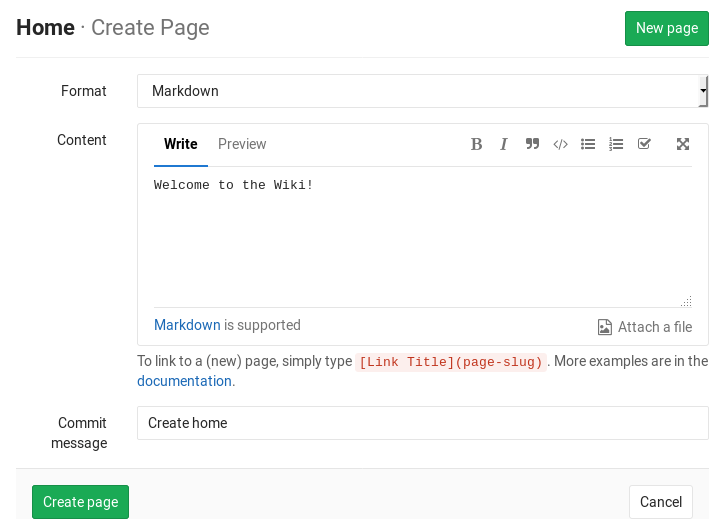 Home · Create Page
New page
Format
Markdown
Content
Write Preview
Welcome to the Wiki!
Markdown is supported
Attach a file
To link to a (new) page, simply type [Link Title](page-slug). More examples are in the
documentation.
Commit
message
Create home
Create page
Cancel